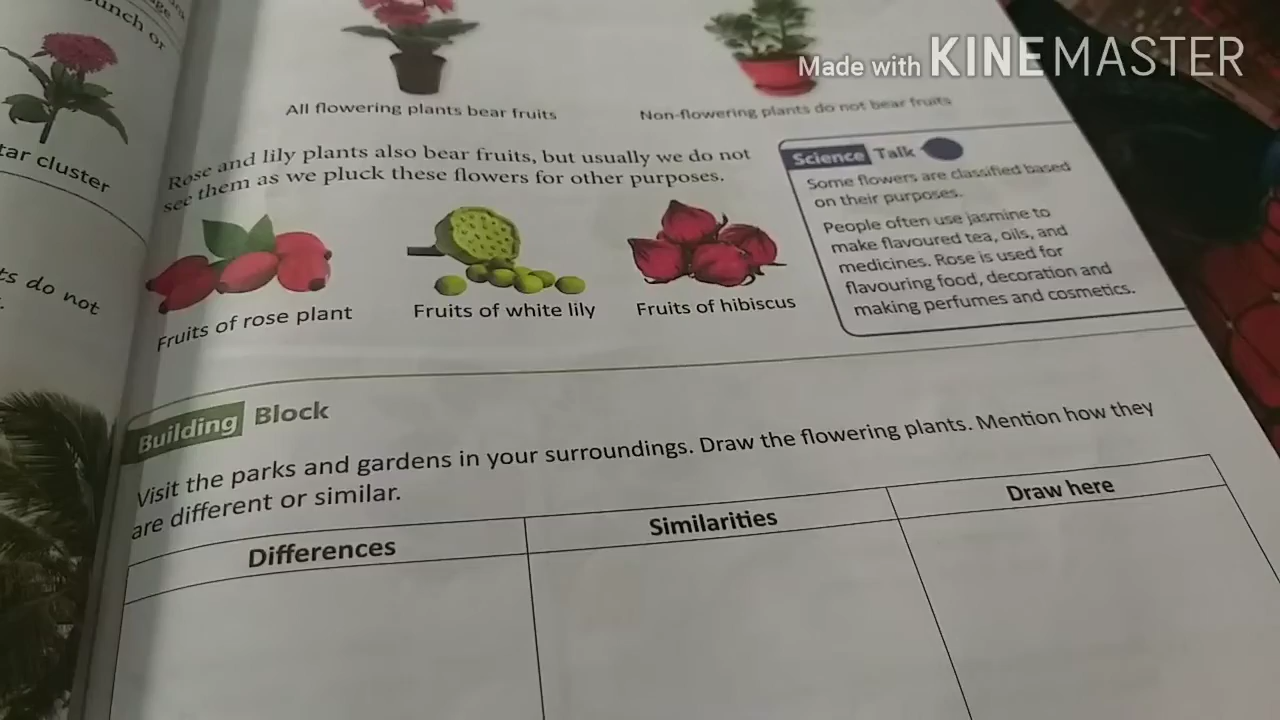 Made with KINEMASTER
unch or
tar cluster
ts do not
All flowering plants bear fruits
Non-flowering plants do not bear fruits
Rose and lily plants also bear fruits, but usually we do not
see them as we pluck these flowers for other purposes.
Fruits of rose plant
Fruits of white lily
Fruits of hibiscus
Science Talk
Some flowers are classified based
on their purposes.
People often use jasmine to
make flavoured tea, oils, and
medicines. Rose is used for
flavouring food, decoration and
making perfumes and cosmetics.
Building Block
Visit the parks and gardens in your surroundings. Draw the flowering plants. Mention how they
are different or similar.
Differences
Similarities
Draw here